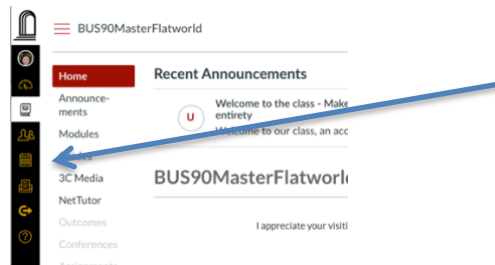 BUS90MasterFlatworld
Home
Recent Announcements
Announce-
ments
Welcome to the class - Make
entirety
U
Welcome to our class, an acc
Modules
3C Media
BUS90MasterFlatworl
NetTutor
Outcomes
I appreciate your visiti
Conferences